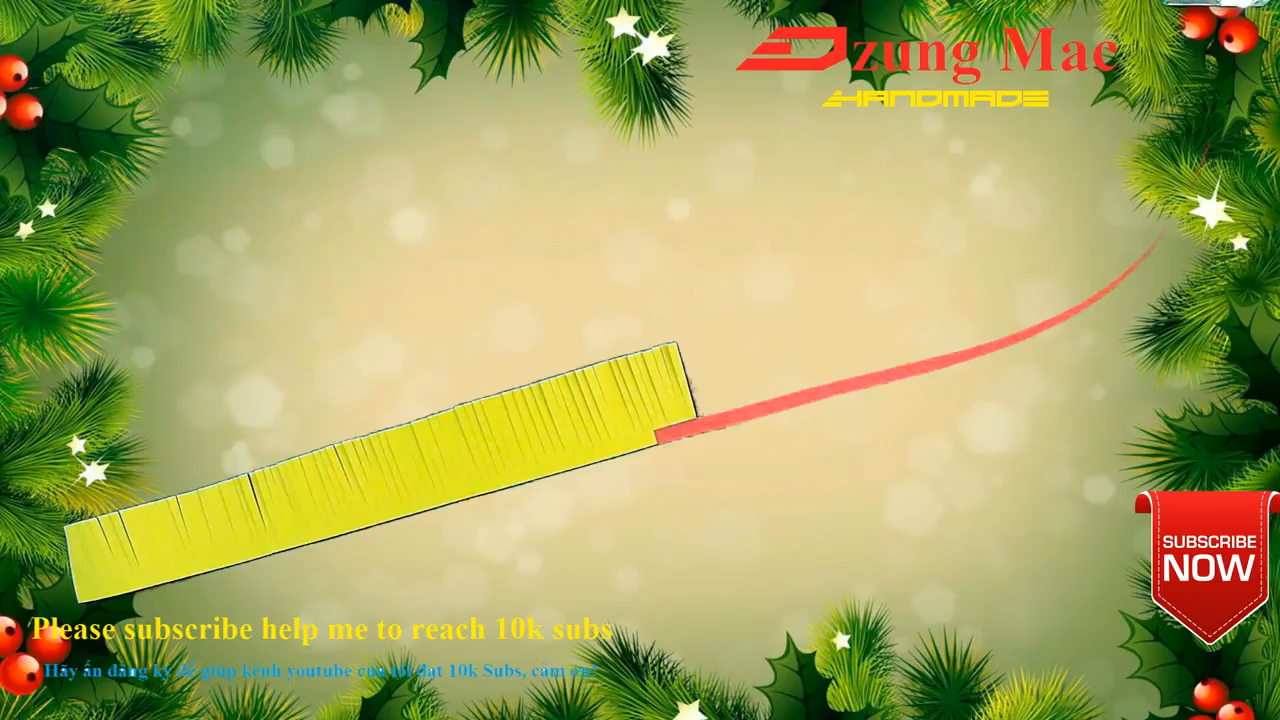 Dzung Mac
HANDMADE
SUBSCRIBE
NOW
Please subscribe help me to reach 10k subs
Hãy ấn đăng ký để giúp kênh youtube của tôi đạt 10k Subs, cảm ơn!